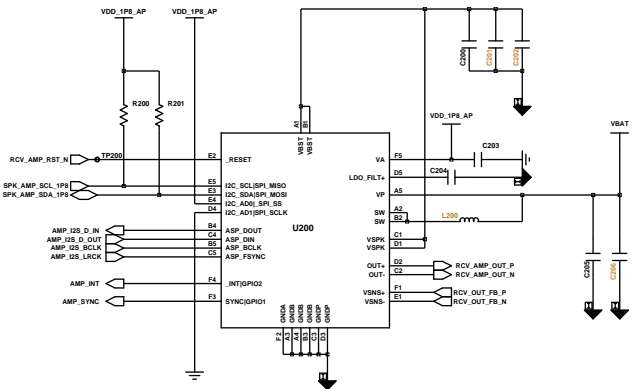 VDD_1P8_AP
VDD_1P8_AP
R200
R201
A1
B1
VBST
VBST
C200
C201
C202
VDD_1P8_AP
VBAT
RCV_AMP_RST_N
TP200
E2
_RESET
VA
F5
C203
LDO_FILT+
D5
C204
SPK_AMP_SCL_1P8
E5
I2C_SCL|SPI_MISO
VP
A5
SPK_AMP_SDA_1P8
E3
I2C_SDA|SPI_MOSI
E4
I2C_AD0|SPI_SS
SW
A2
D4
I2C_AD1|SPI_SCLK
SW
B2
L200
U200
AMP_I2S_D_IN
B4
ASP_DOUT
AMP_I2S_D_OUT
C4
ASP_DIN
VSPK
C1
AMP_I2S_BCLK
B5
ASP_BCLK
VSPK
D1
AMP_I2S_LRCK
C5
ASP_FSYNC
OUT+
D2
RCV_AMP_OUT_P
OUT-
C2
RCV_AMP_OUT_N
C205
C206
AMP_INT
F4
_INT|GPIO2
VSNS+
F1
RCV_OUT_FB_P
AMP_SYNC
F3
SYNC|GPIO1
VSNS-
E1
RCV_OUT_FB_N
GNDA
GNDB
GNDB
GNDB
GNDP
GNDP
F2
A3
A4
B3
C3
D3